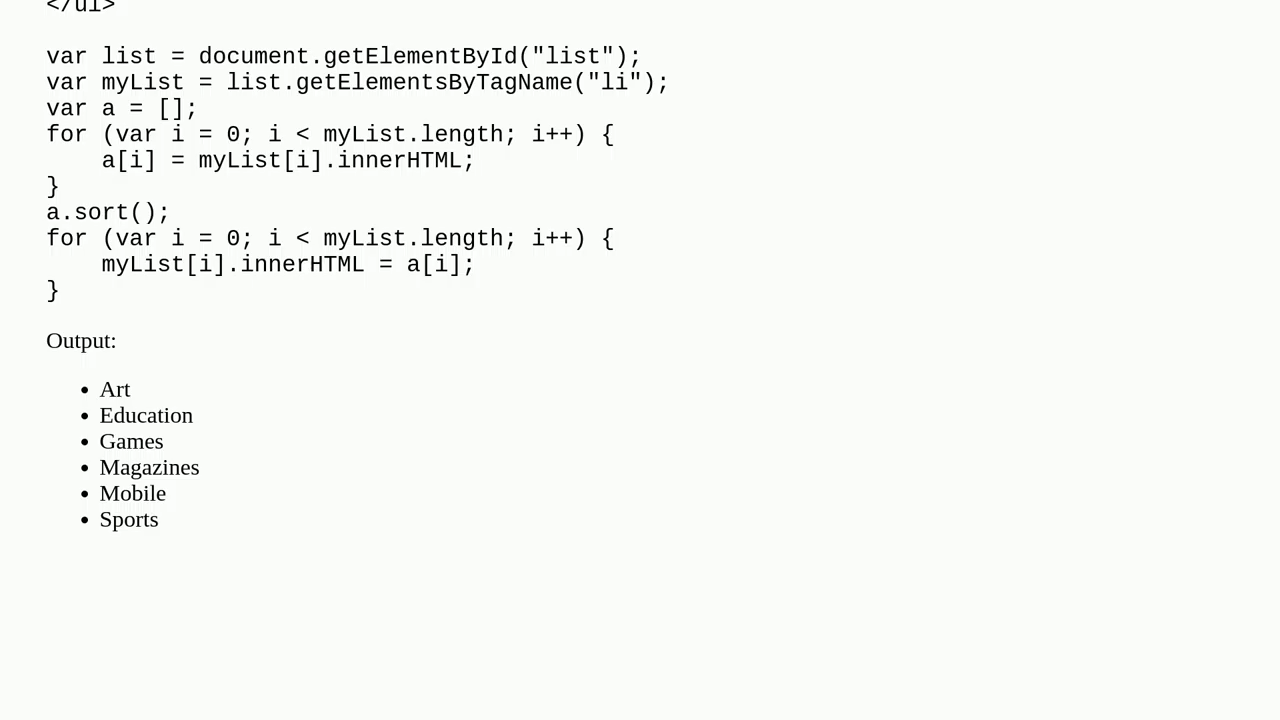 </ul>
var list = document.getElementById("list");
var myList = list.getElementsByTagName("li");
var a = [];
for (var i = 0; i < myList.length; i++) {
    a[i] = myList[i].innerHTML;
}
a.sort();
for (var i = 0; i < myList.length; i++) {
    myList[i].innerHTML = a[i];
}
Output:
• Art
• Education
• Games
• Magazines
• Mobile
• Sports